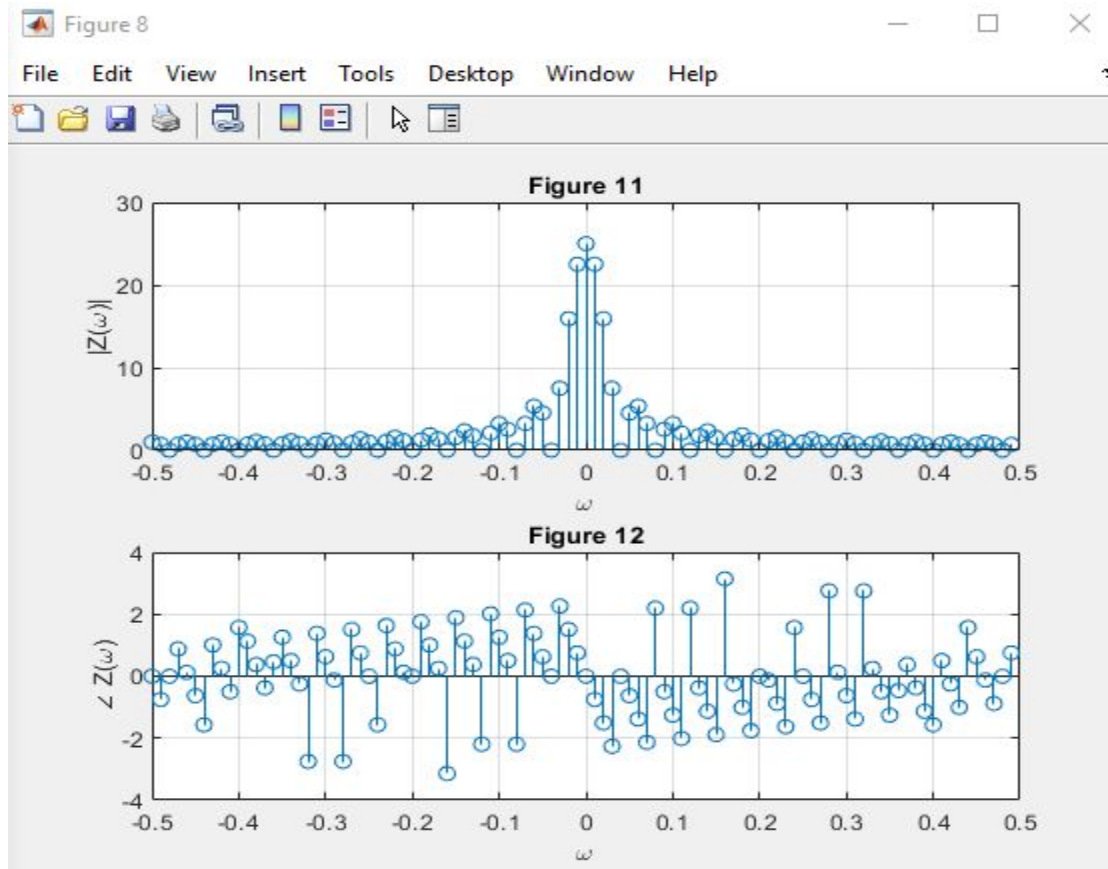 Figure 8
File Edit View Insert Tools Desktop Window Help
Figure 11
30
20
10
0
|Z(ω)|
-0.5 -0.4 -0.3 -0.2 -0.1 0 0.1 0.2 0.3 0.4 0.5
ω
Figure 12
4
2
0
-2
-4
∠ Z(ω)
-0.5 -0.4 -0.3 -0.2 -0.1 0 0.1 0.2 0.3 0.4 0.5
ω